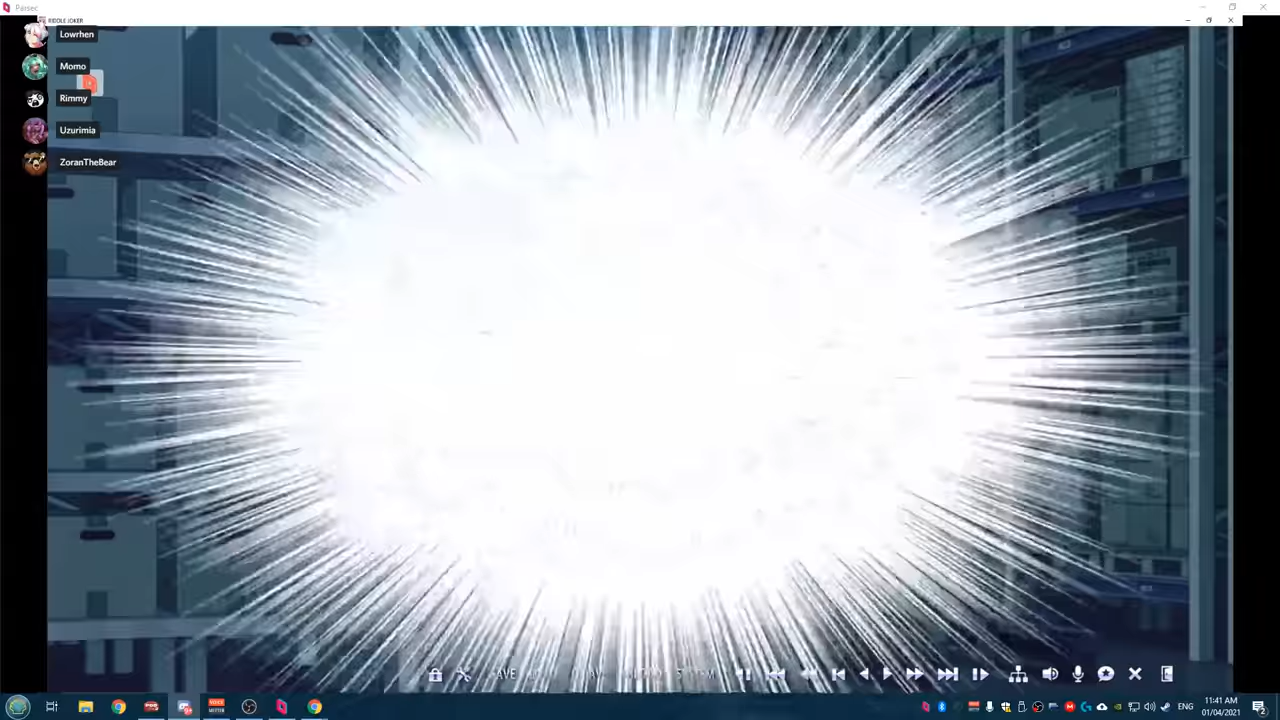 Parsec
RIDDLE JOKER
Lowrhen
Momo
Rimmy
Uzurimia
ZoranTheBear
ENG
11:41 AM
01/04/2021